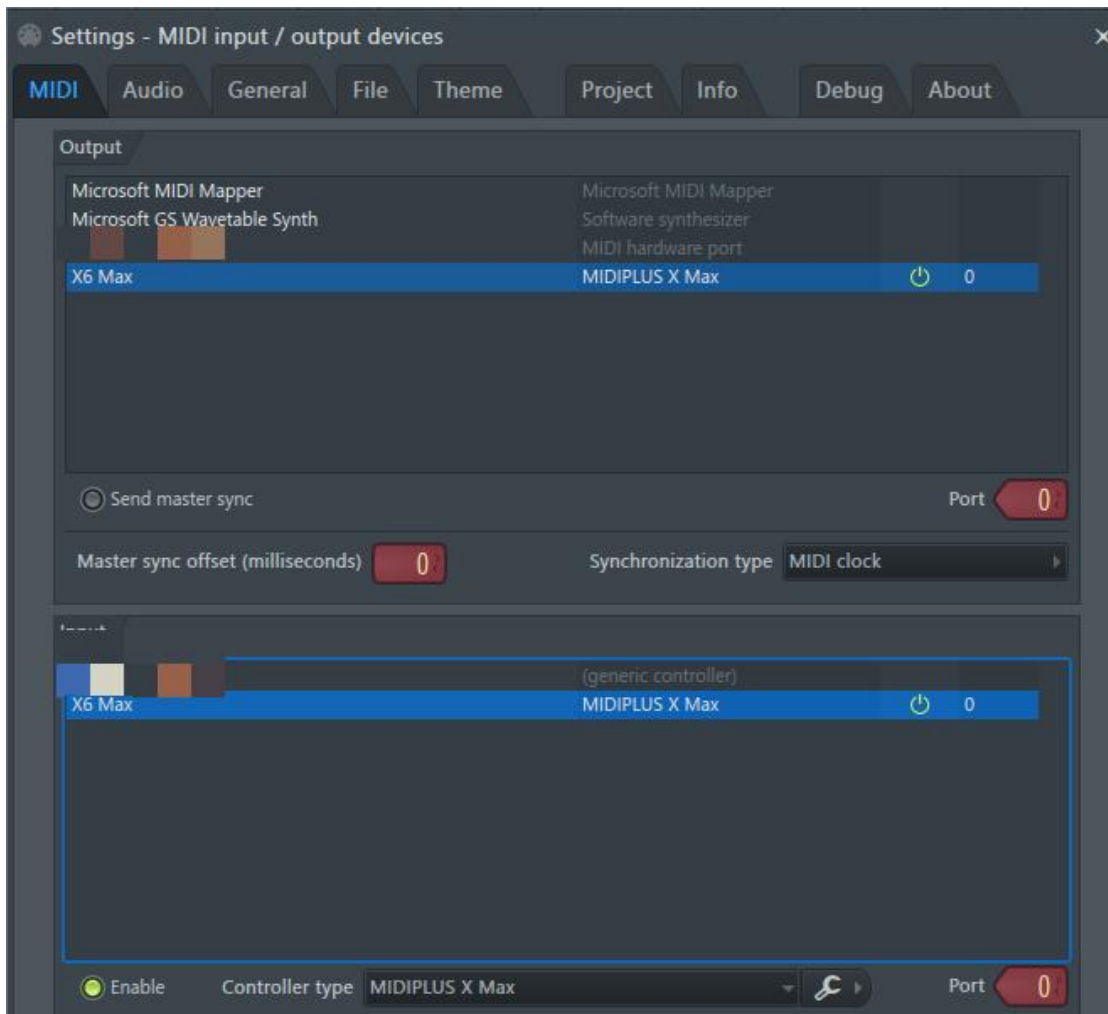 Settings - MIDI input / output devices
MIDI Audio General File Theme Project Info Debug About
Output
Microsoft MIDI Mapper Microsoft MIDI Mapper
Microsoft GS Wavetable Synth Software synthesizer
MIDI hardware port
X6 Max MIDIPLUS X Max 0
Send master sync Port 0
Master sync offset (milliseconds) 0 Synchronization type MIDI clock
(generic controller)
X6 Max MIDIPLUS X Max 0
Enable Controller type MIDIPLUS X Max Port 0